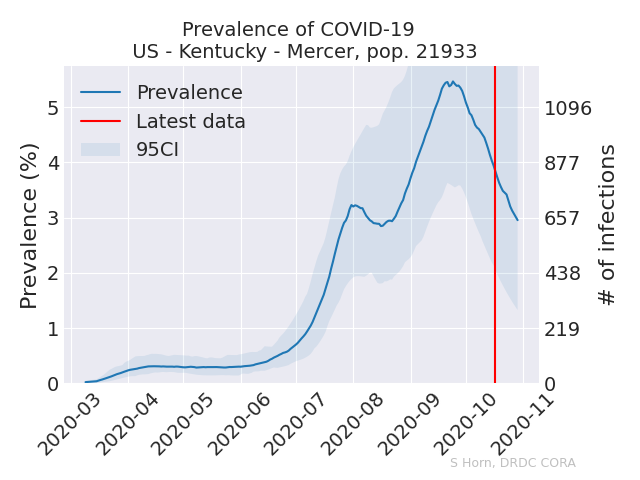 Prevalence of COVID-19
US - Kentucky - Mercer, pop. 21933
Prevalence
Latest data
95CI
Prevalence (%)
5
4
3
2
1
0
1096
877
657
438
219
0
# of infections
2020-03
2020-04
2020-05
2020-06
2020-07
2020-08
2020-09
2020-10
2020-11
S Horn, DRDC CORA